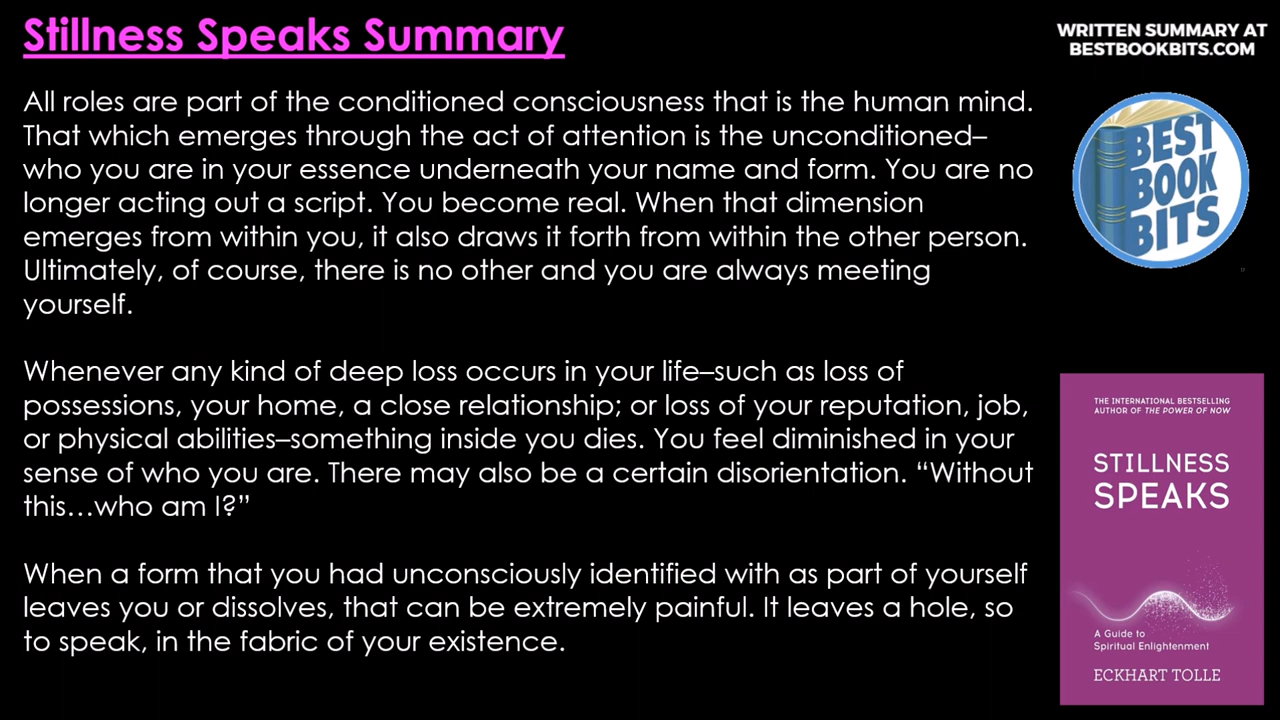 Stillness Speaks Summary
WRITTEN SUMMARY AT
BESTBOOKBITS.COM
All roles are part of the conditioned consciousness that is the human mind.
That which emerges through the act of attention is the unconditioned–
who you are in your essence underneath your name and form. You are no
longer acting out a script. You become real. When that dimension
emerges from within you, it also draws it forth from within the other person.
Ultimately, of course, there is no other and you are always meeting
yourself.
Whenever any kind of deep loss occurs in your life–such as loss of
possessions, your home, a close relationship; or loss of your reputation, job,
or physical abilities–something inside you dies. You feel diminished in your
sense of who you are. There may also be a certain disorientation. “Without
this…who am I?”
When a form that you had unconsciously identified with as part of yourself
leaves you or dissolves, that can be extremely painful. It leaves a hole, so
to speak, in the fabric of your existence.
BEST
BOOK
BITS
THE INTERNATIONAL BESTSELLING
AUTHOR OF THE POWER OF NOW
STILLNESS
SPEAKS
A Guide to
Spiritual Enlightenment
ECKHART TOLLE